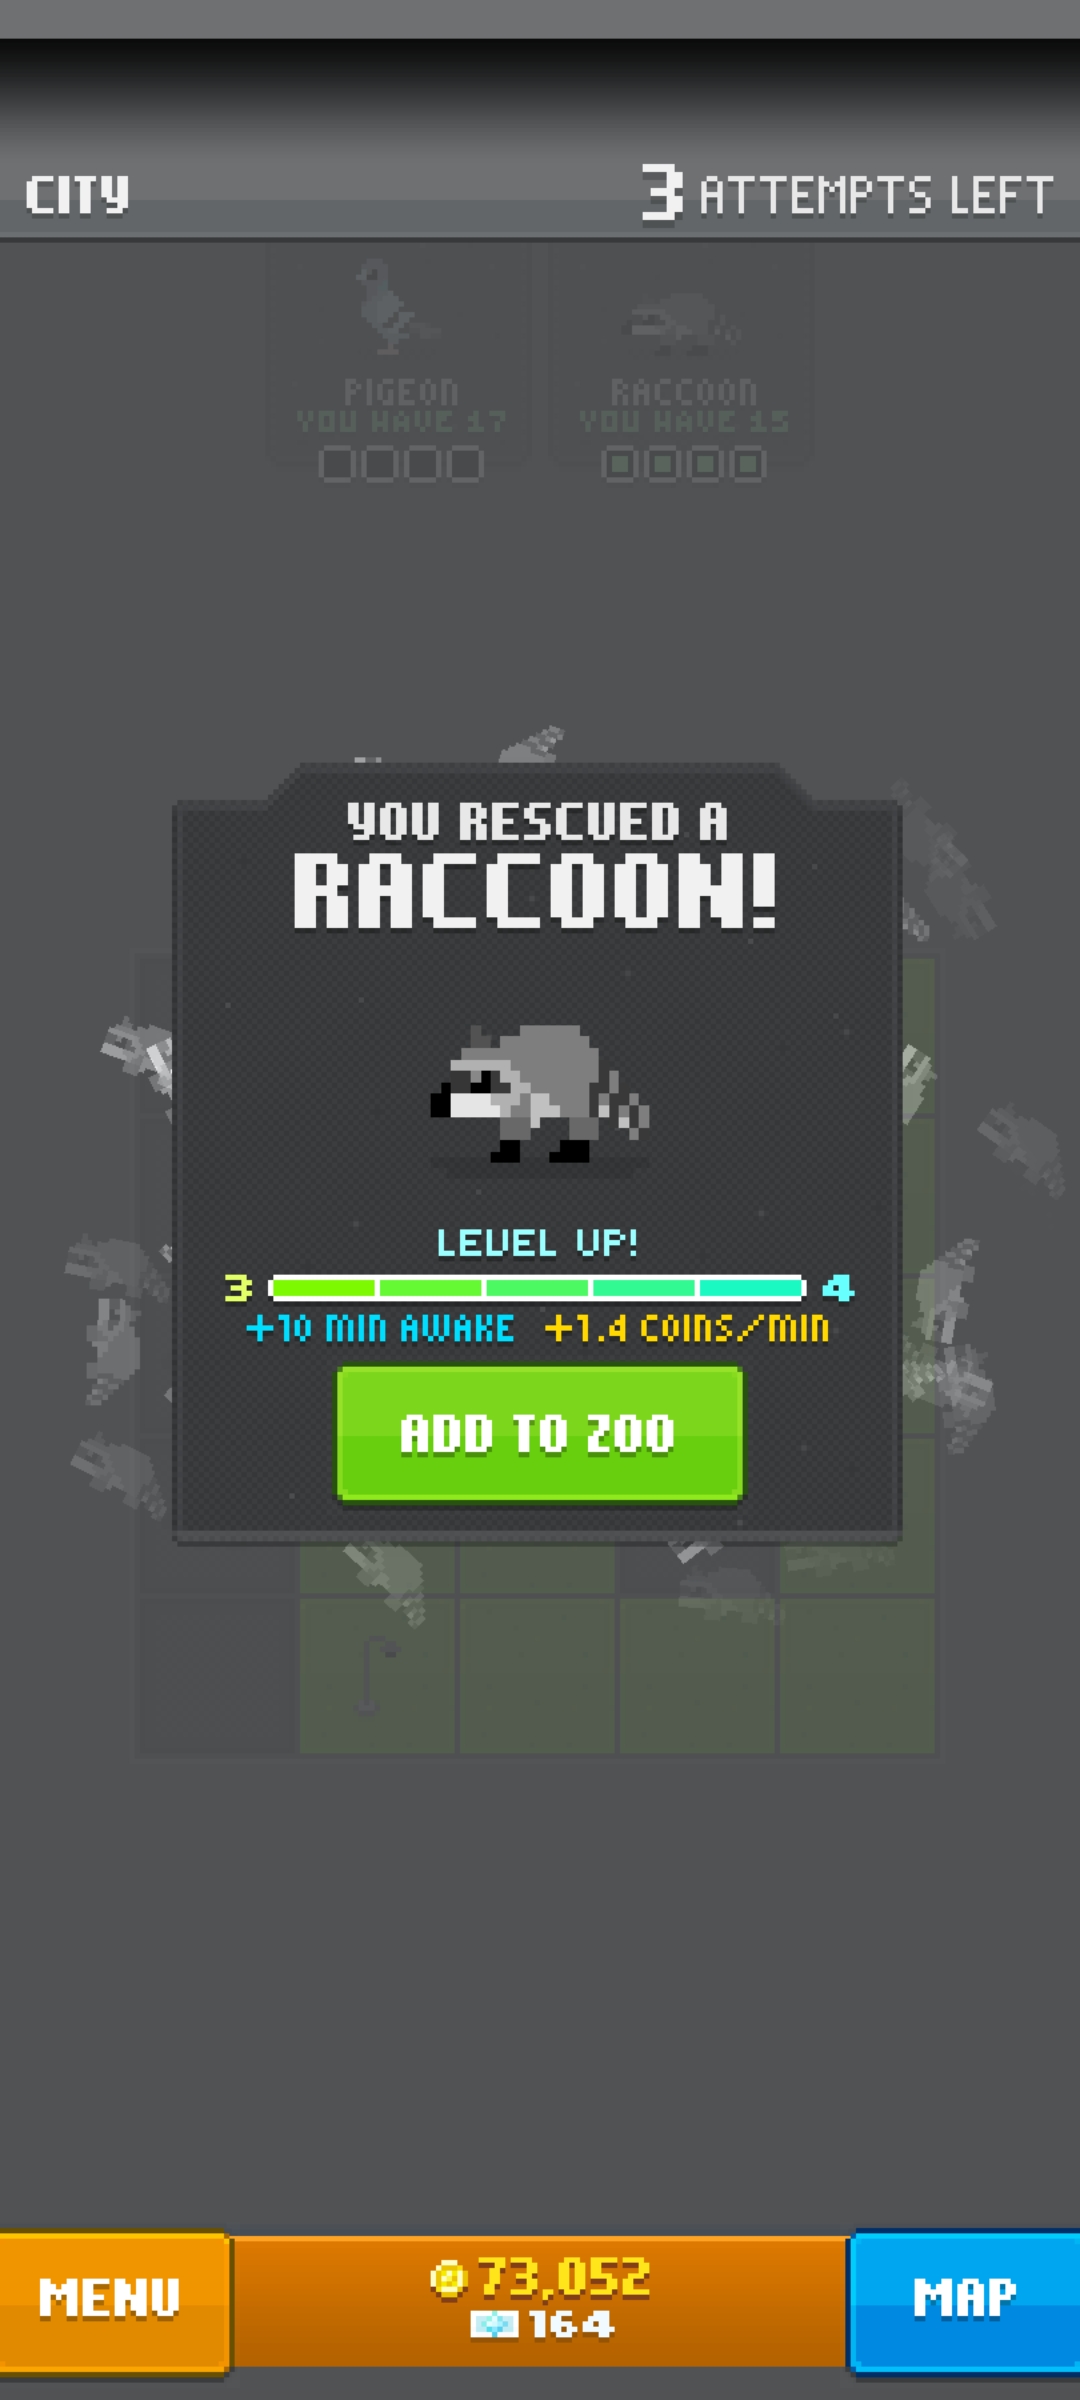 CITY
3 ATTEMPTS LEFT
PIGEON
YOU HAVE 17
RACCOON
YOU HAVE 15
YOU RESCUED A
RACCOON!
LEVEL UP!
3
4
+10 MIN AWAKE +1.4 COINS/MIN
ADD TO ZOO
MENU
73,052
164
MAP